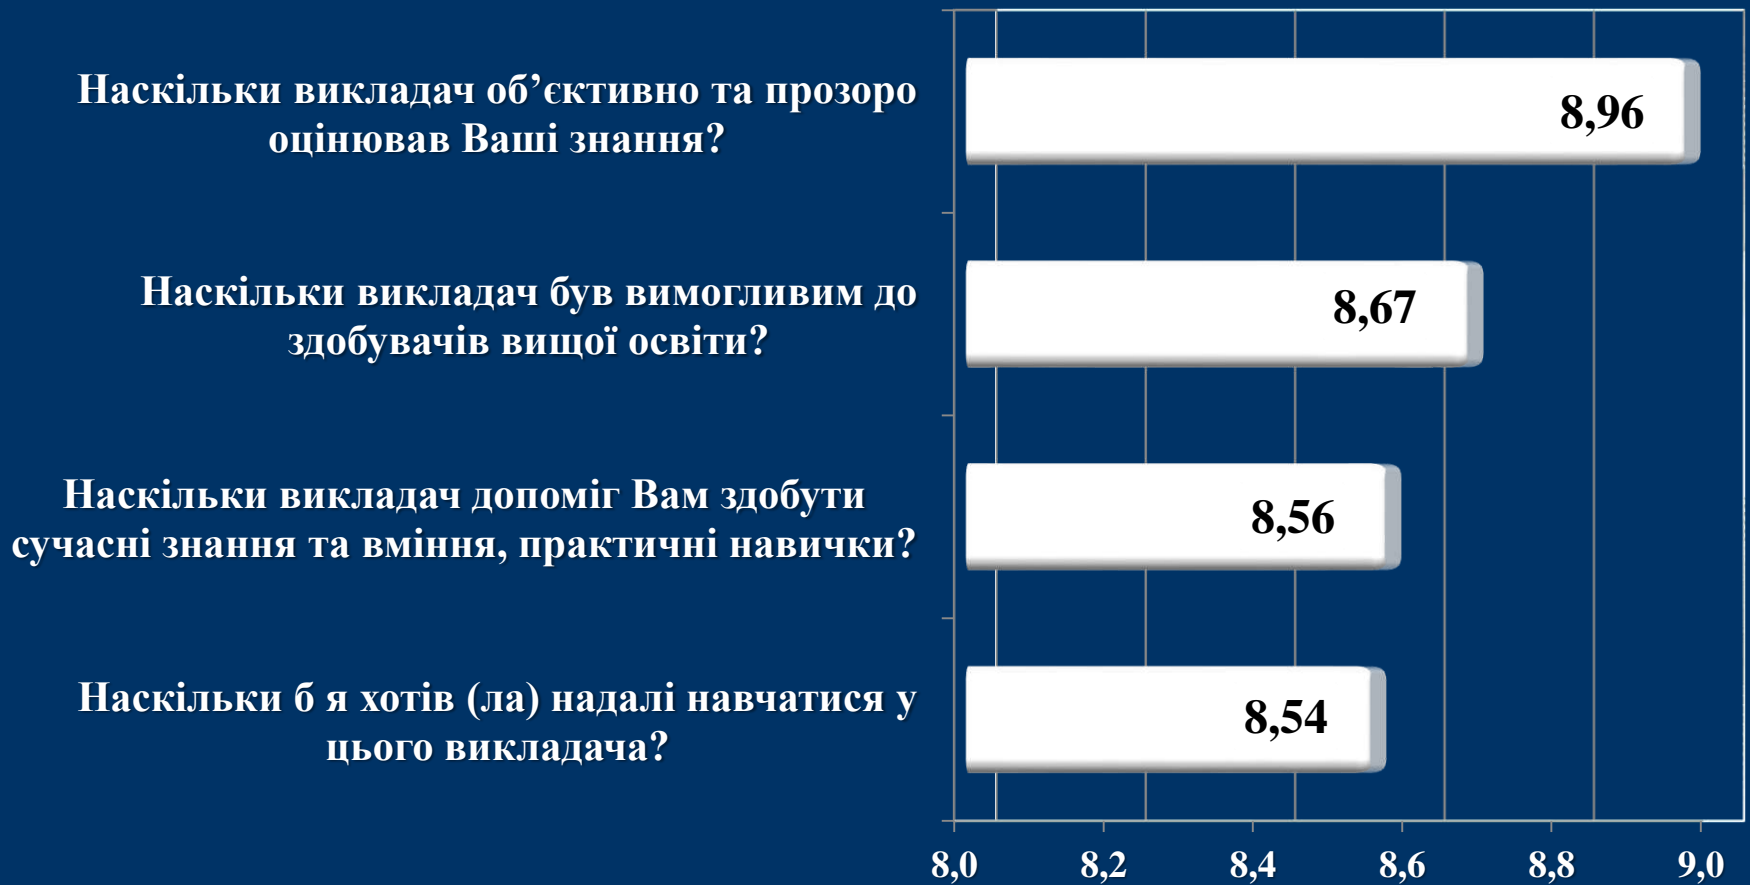 Наскільки викладач об’єктивно та прозоро
оцінював Ваші знання?
8,96
Наскільки викладач був вимогливим до
здобувачів вищої освіти?
8,67
Наскільки викладач допоміг Вам здобути
сучасні знання та вміння, практичні навички?
8,56
Наскільки б я хотів (ла) надалі навчатися у
цього викладача?
8,54
8,0 8,2 8,4 8,6 8,8 9,0